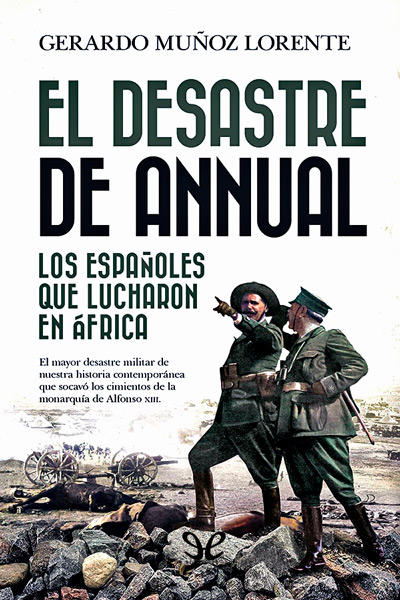 GERARDO MUÑOZ LORENTE
EL DESASTRE
DE ANNUAL
LOS ESPAÑOLES
QUE LUCHARON
EN ÁFRICA
El mayor desastre militar de
nuestra historia contemporánea
que socavó los cimientos de la
monarquía de Alfonso XIII.